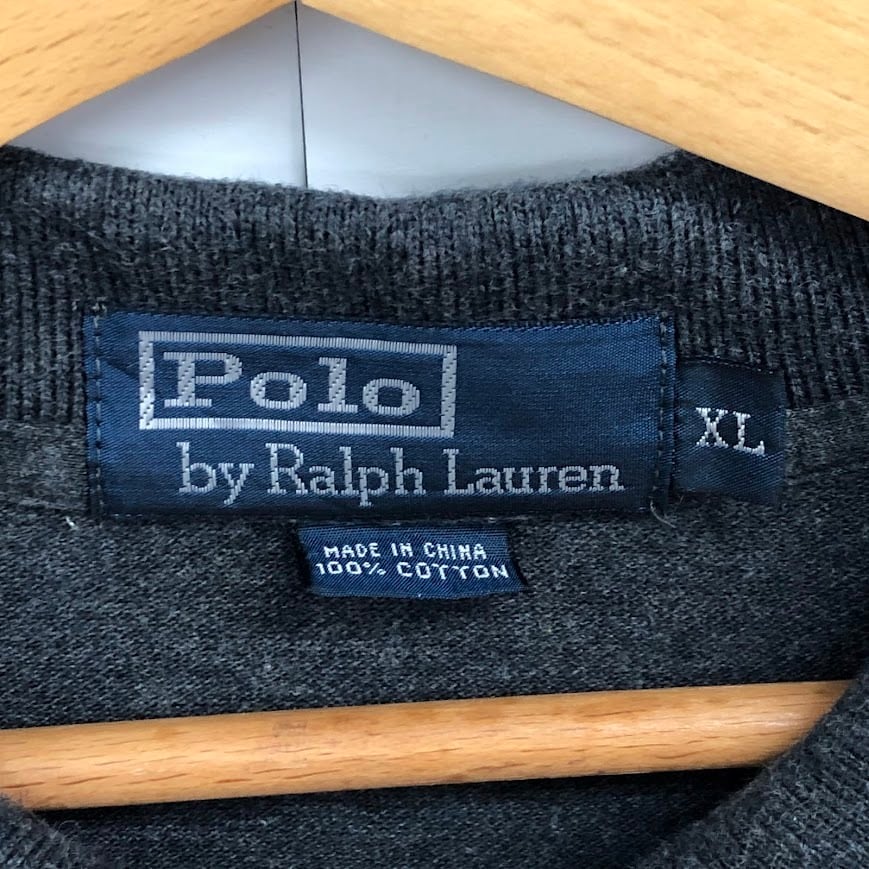 Polo
by Ralph Lauren
XL
MADE IN CHINA
100% COTTON